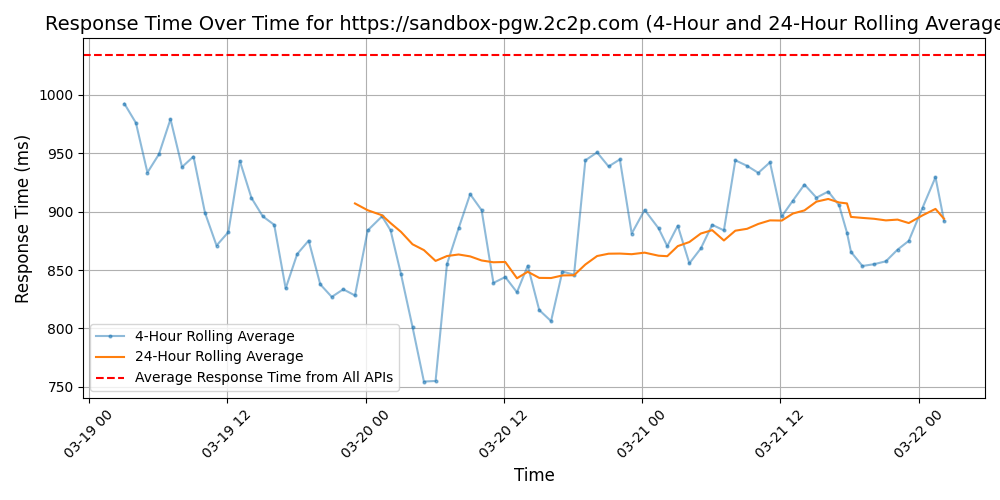 Response Time Over Time for https://sandbox-pgw.2c2p.com (4-Hour and 24-Hour Rolling Average
Response Time (ms)
1000
950
900
850
800
750
4-Hour Rolling Average
24-Hour Rolling Average
Average Response Time from All APIs
03-19 00
03-19 12
03-20 00
03-20 12
03-21 00
03-21 12
03-22 00
Time